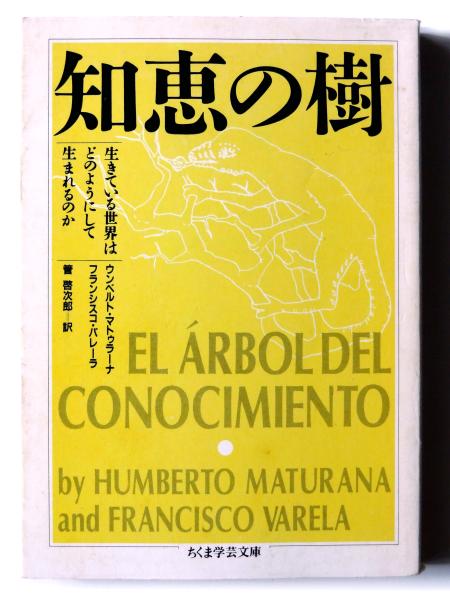 知恵の樹
生きている世界は
どのようにして
生まれるのか
ウンベルト・マトゥラーナ
フランシスコ・バレーラ
管 啓次郎＝訳
EL ÁRBOL DEL
CONOCIMIENTO
by HUMBERTO MATURANA
and FRANCISCO VARELA
ちくま学芸文庫